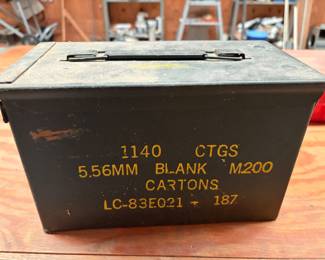 1140 CTGS
5.56MM BLANK M200
CARTONS
LC-83E021 - 187